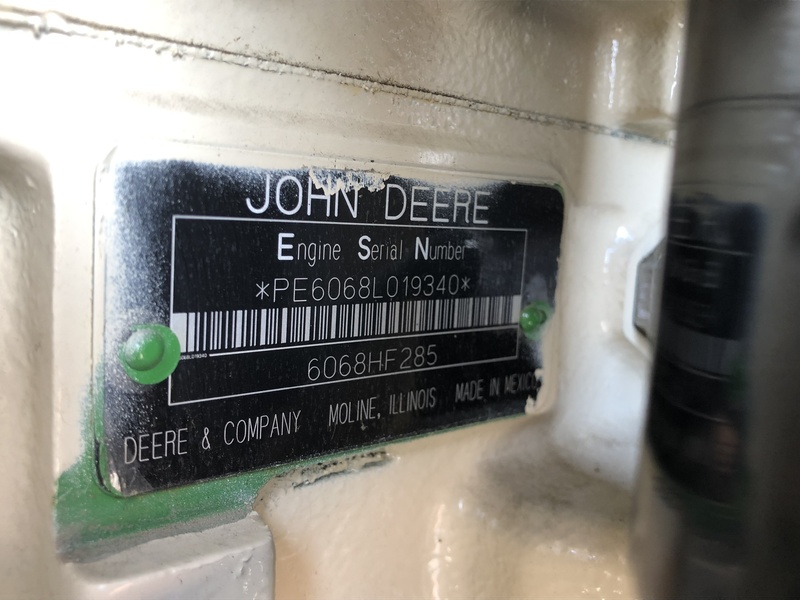 JOHN DEERE
Engine Serial Number
*PE6068L019340*
6068HF285
DEERE & COMPANY MOLINE, ILLINOIS MADE IN MEXICO